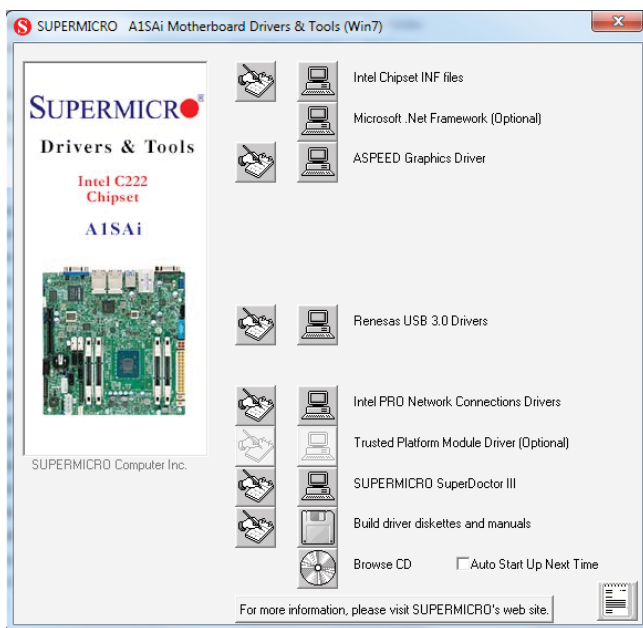 SUPERMICRO A1SAi Motherboard Drivers & Tools (Win7)
SUPERMICRO®
Drivers & Tools
Intel C222
Chipset
A1SAi
SUPERMICRO Computer Inc.
Intel Chipset INF files
Microsoft .Net Framework (Optional)
ASPEED Graphics Driver
Renesas USB 3.0 Drivers
Intel PRO Network Connections Drivers
Trusted Platform Module Driver (Optional)
SUPERMICRO SuperDoctor III
Build driver diskettes and manuals
Browse CD Auto Start Up Next Time
For more information, please visit SUPERMICRO's web site.